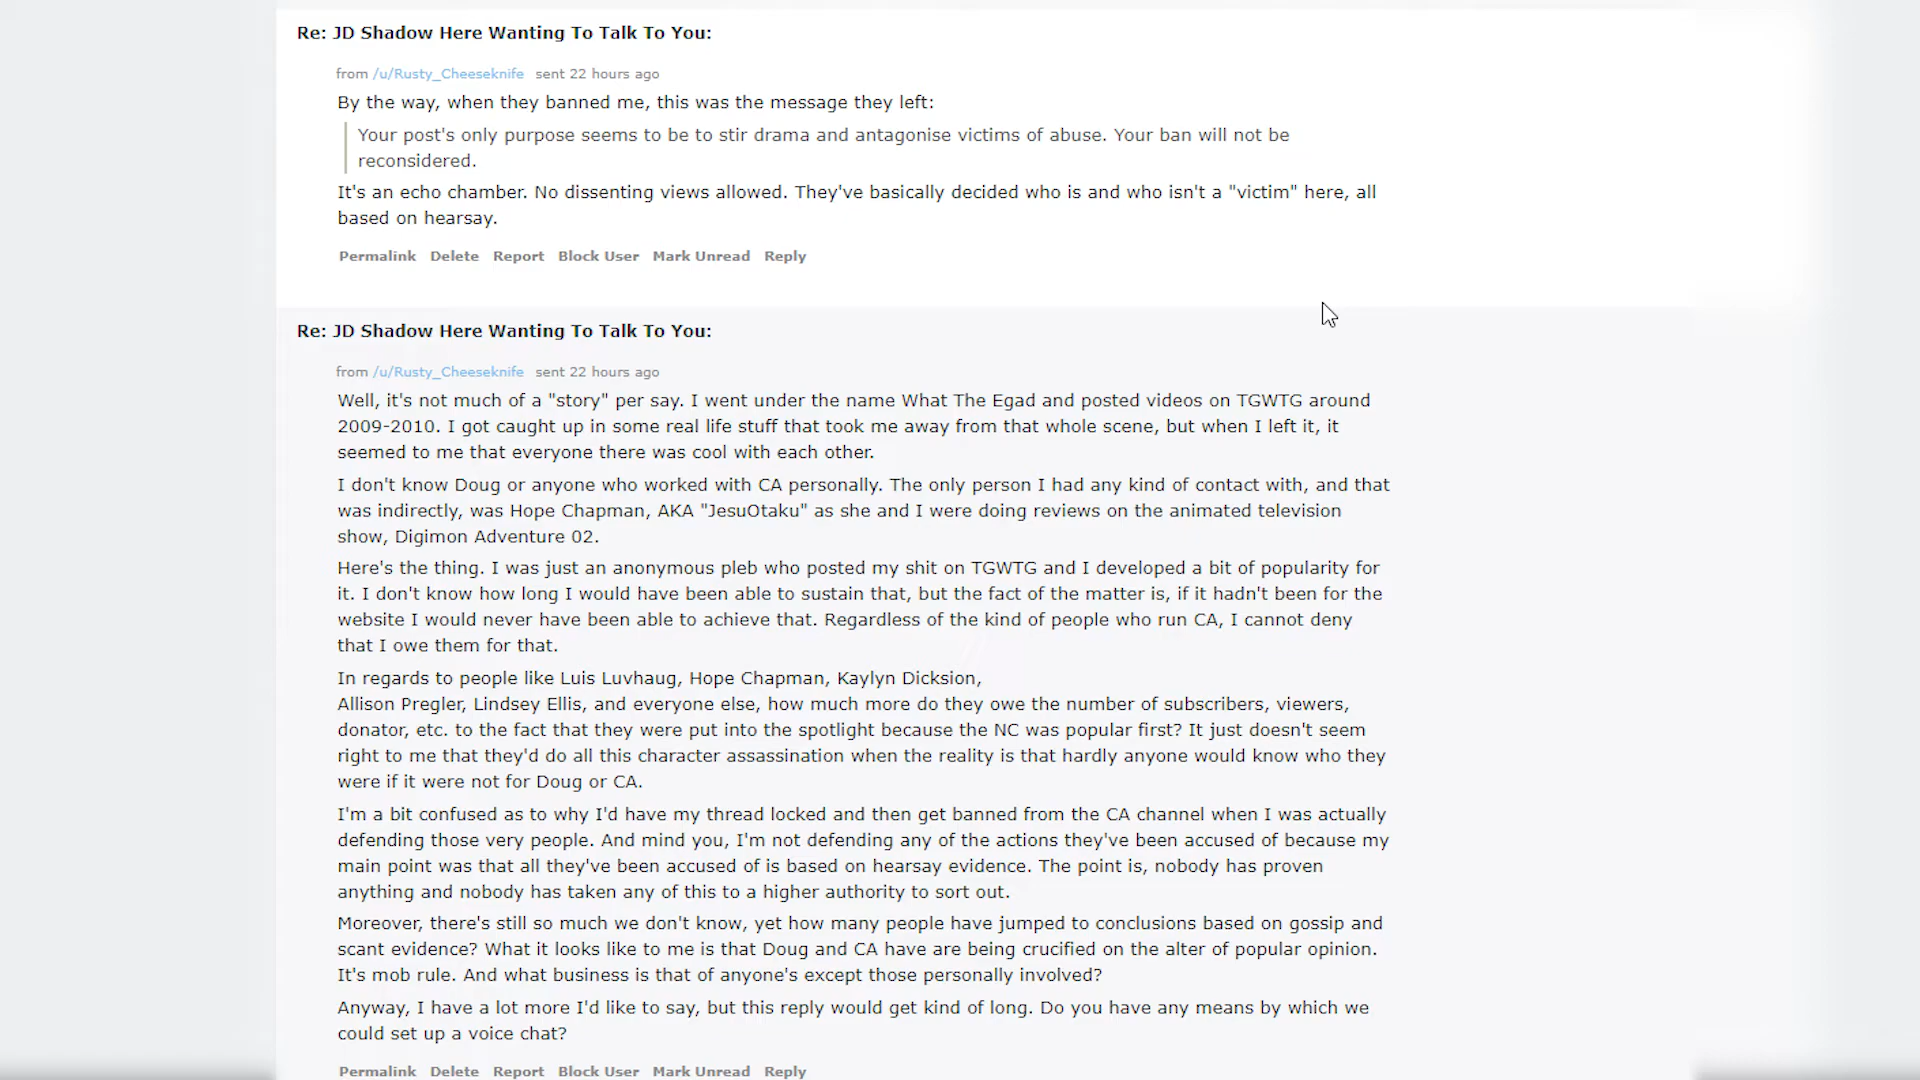 Re: JD Shadow Here Wanting To Talk To You:
from /u/Rusty_Cheeseknife sent 22 hours ago
By the way, when they banned me, this was the message they left:
Your post's only purpose seems to be to stir drama and antagonise victims of abuse. Your ban will not be
reconsidered.
It's an echo chamber. No dissenting views allowed. They've basically decided who is and who isn't a "victim" here, all
based on hearsay.
Permalink Delete Report Block User Mark Unread Reply
Re: JD Shadow Here Wanting To Talk To You:
from /u/Rusty_Cheeseknife sent 22 hours ago
Well, it's not much of a "story" per say. I went under the name What The Egad and posted videos on TGWTG around
2009-2010. I got caught up in some real life stuff that took me away from that whole scene, but when I left it, it
seemed to me that everyone there was cool with each other.
I don't know Doug or anyone who worked with CA personally. The only person I had any kind of contact with, and that
was indirectly, was Hope Chapman, AKA "JesuOtaku" as she and I were doing reviews on the animated television
show, Digimon Adventure 02.
Here's the thing. I was just an anonymous pleb who posted my shit on TGWTG and I developed a bit of popularity for
it. I don't know how long I would have been able to sustain that, but the fact of the matter is, if it hadn't been for the
website I would never have been able to achieve that. Regardless of the kind of people who run CA, I cannot deny
that I owe them for that.
In regards to people like Luis Luvhaug, Hope Chapman, Kaylyn Dicksion,
Allison Pregler, Lindsey Ellis, and everyone else, how much more do they owe the number of subscribers, viewers,
donator, etc. to the fact that they were put into the spotlight because the NC was popular first? It just doesn't seem
right to me that they'd do all this character assassination when the reality is that hardly anyone would know who they
were if it were not for Doug or CA.
I'm a bit confused as to why I'd have my thread locked and then get banned from the CA channel when I was actually
defending those very people. And mind you, I'm not defending any of the actions they've been accused of because my
main point was that all they've been accused of is based on hearsay evidence. The point is, nobody has proven
anything and nobody has taken any of this to a higher authority to sort out.
Moreover, there's still so much we don't know, yet how many people have jumped to conclusions based on gossip and
scant evidence? What it looks like to me is that Doug and CA have are being crucified on the alter of popular opinion.
It's mob rule. And what business is that of anyone's except those personally involved?
Anyway, I have a lot more I'd like to say, but this reply would get kind of long. Do you have any means by which we
could set up a voice chat?
Permalink Delete Report Block User Mark Unread Reply